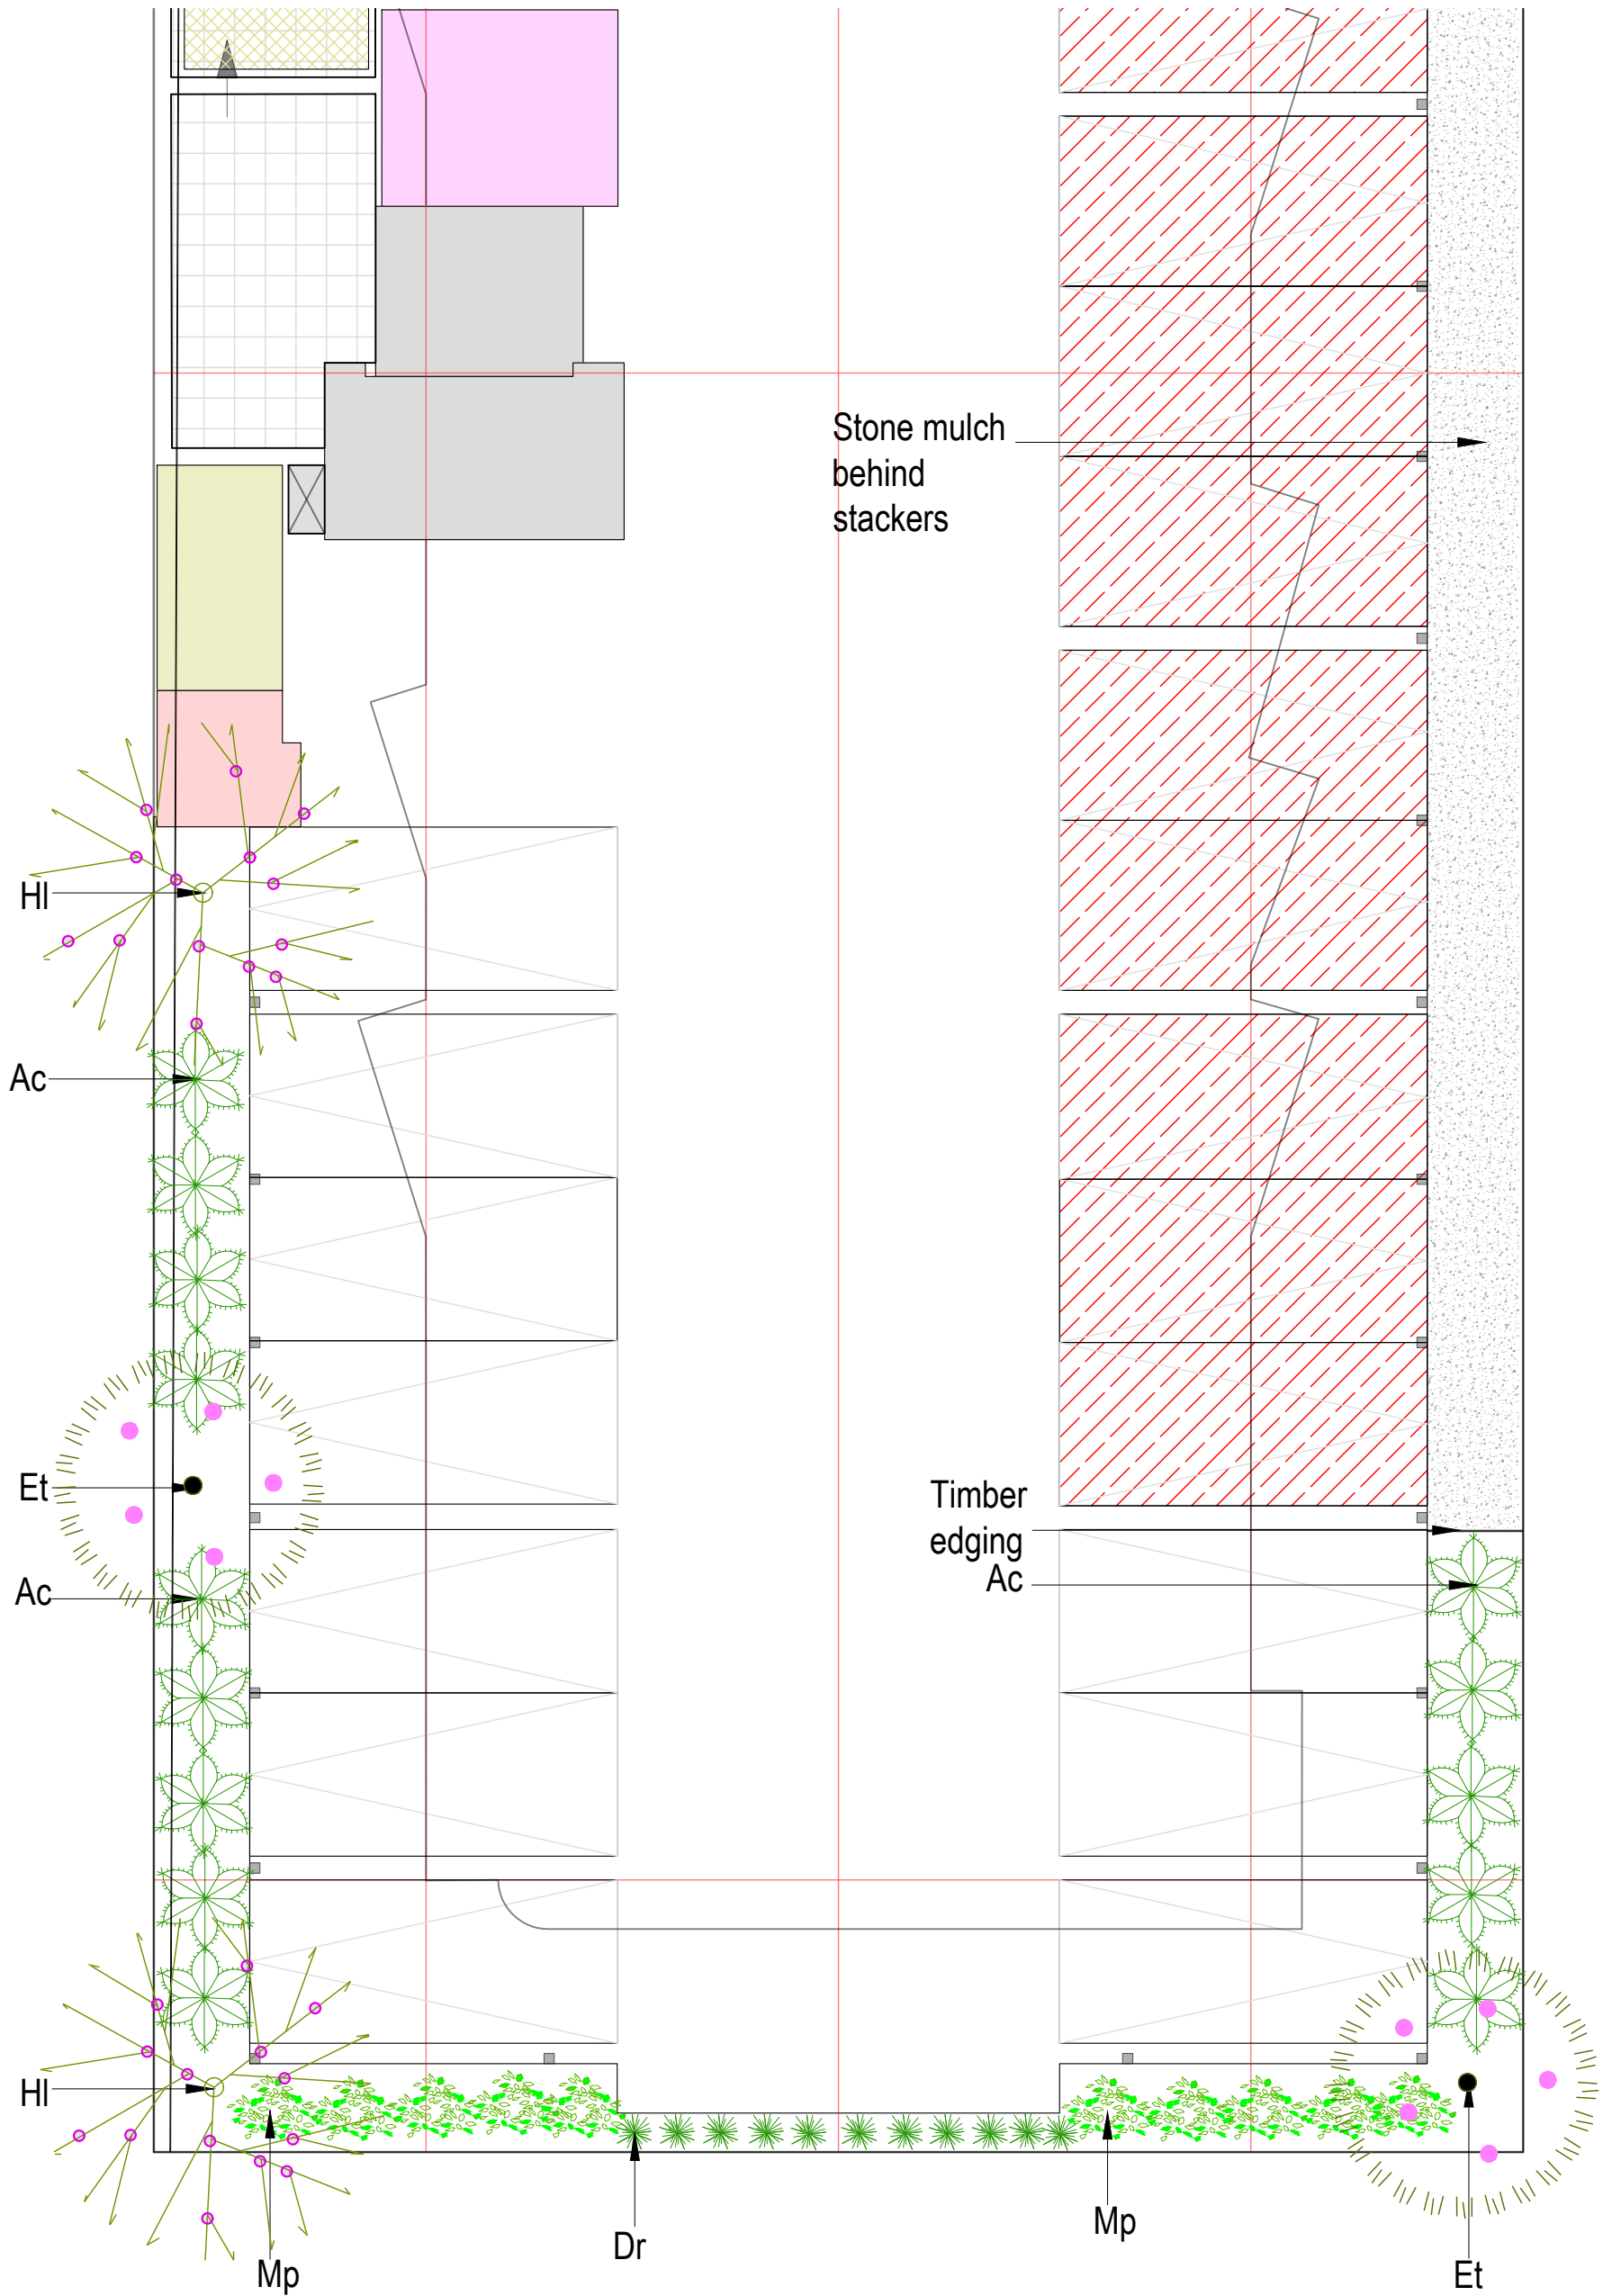 Stone mulch
behind
stackers
Hl
Ac
Et
Timber
edging
Ac
Ac
Hl
Mp
Dr
Mp
Et